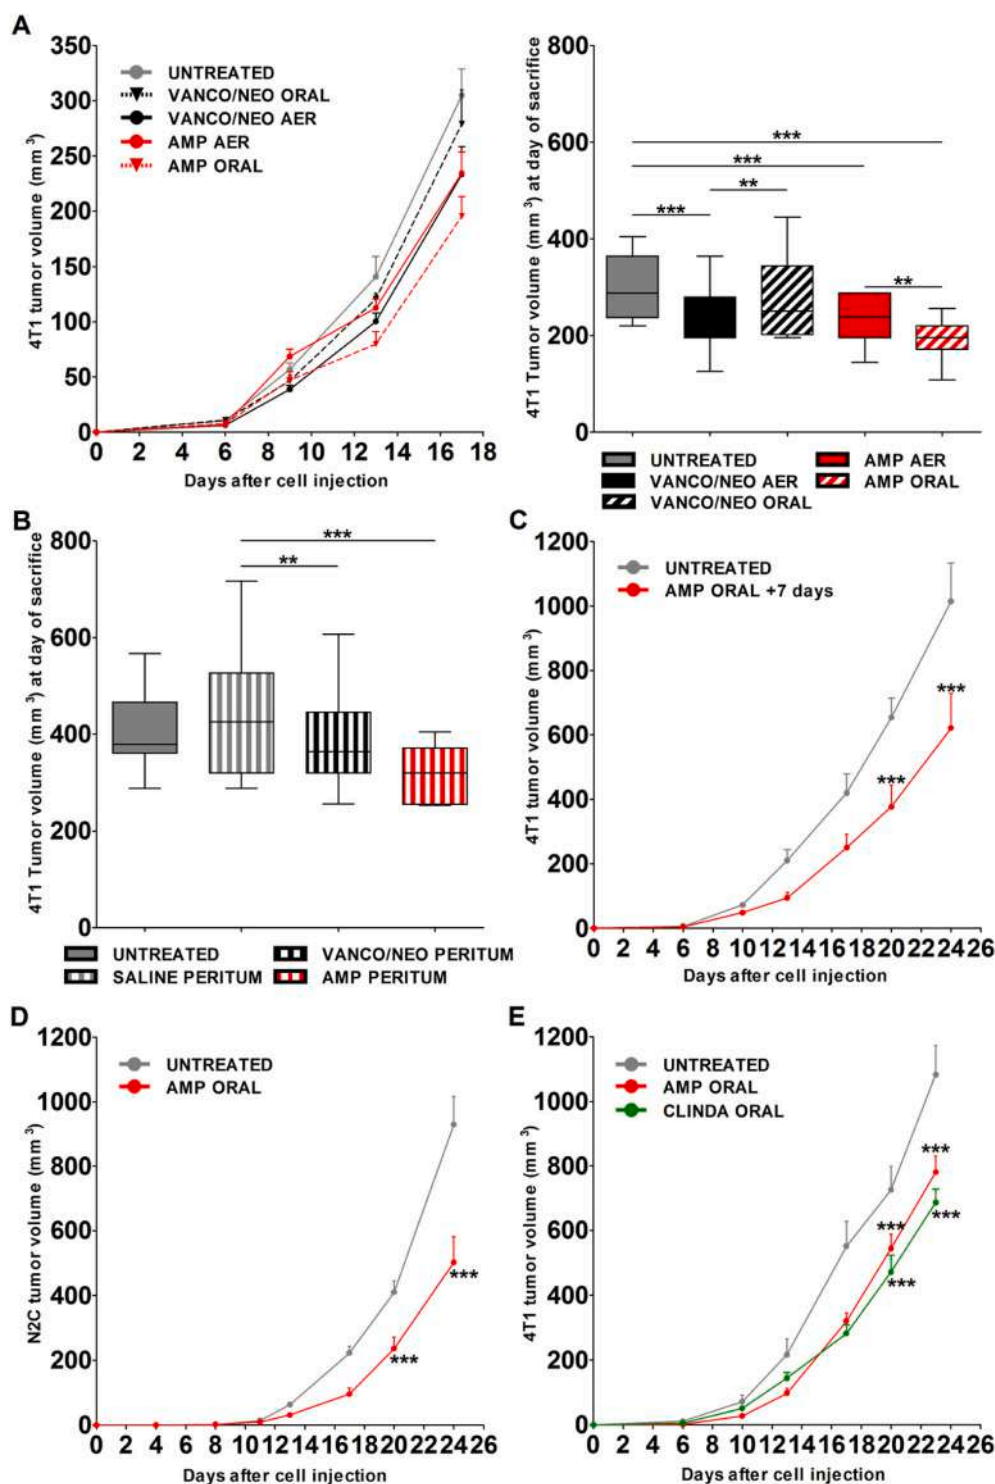 A
4T1 tumor volume (mm³)
350
300
250
200
150
100
50
0
UNTREATED
VANCO/NEO ORAL
VANCO/NEO AER
AMP AER
AMP ORAL
0 2 4 6 8 10 12 14 16 18
Days after cell injection
4T1 Tumor volume (mm³) at day of sacrifice
800
600
400
200
0
***
***
**
***
**
UNTREATED
VANCO/NEO AER
VANCO/NEO ORAL
AMP AER
AMP ORAL
B
4T1 Tumor volume (mm³) at day of sacrifice
800
600
400
200
0
***
**
UNTREATED
SALINE PERITUM
VANCO/NEO PERITUM
AMP PERITUM
C
4T1 tumor volume (mm³)
1200
1000
800
600
400
200
0
UNTREATED
AMP ORAL +7 days
***
***
0 2 4 6 8 10 12 14 16 18 20 22 24 26
Days after cell injection
D
N2C tumor volume (mm³)
1200
1000
800
600
400
200
0
UNTREATED
AMP ORAL
***
***
0 2 4 6 8 10 12 14 16 18 20 22 24 26
Days after cell injection
E
4T1 tumor volume (mm³)
1200
1000
800
600
400
200
0
UNTREATED
AMP ORAL
CLINDA ORAL
***
***
***
***
0 2 4 6 8 10 12 14 16 18 20 22 24 26
Days after cell injection